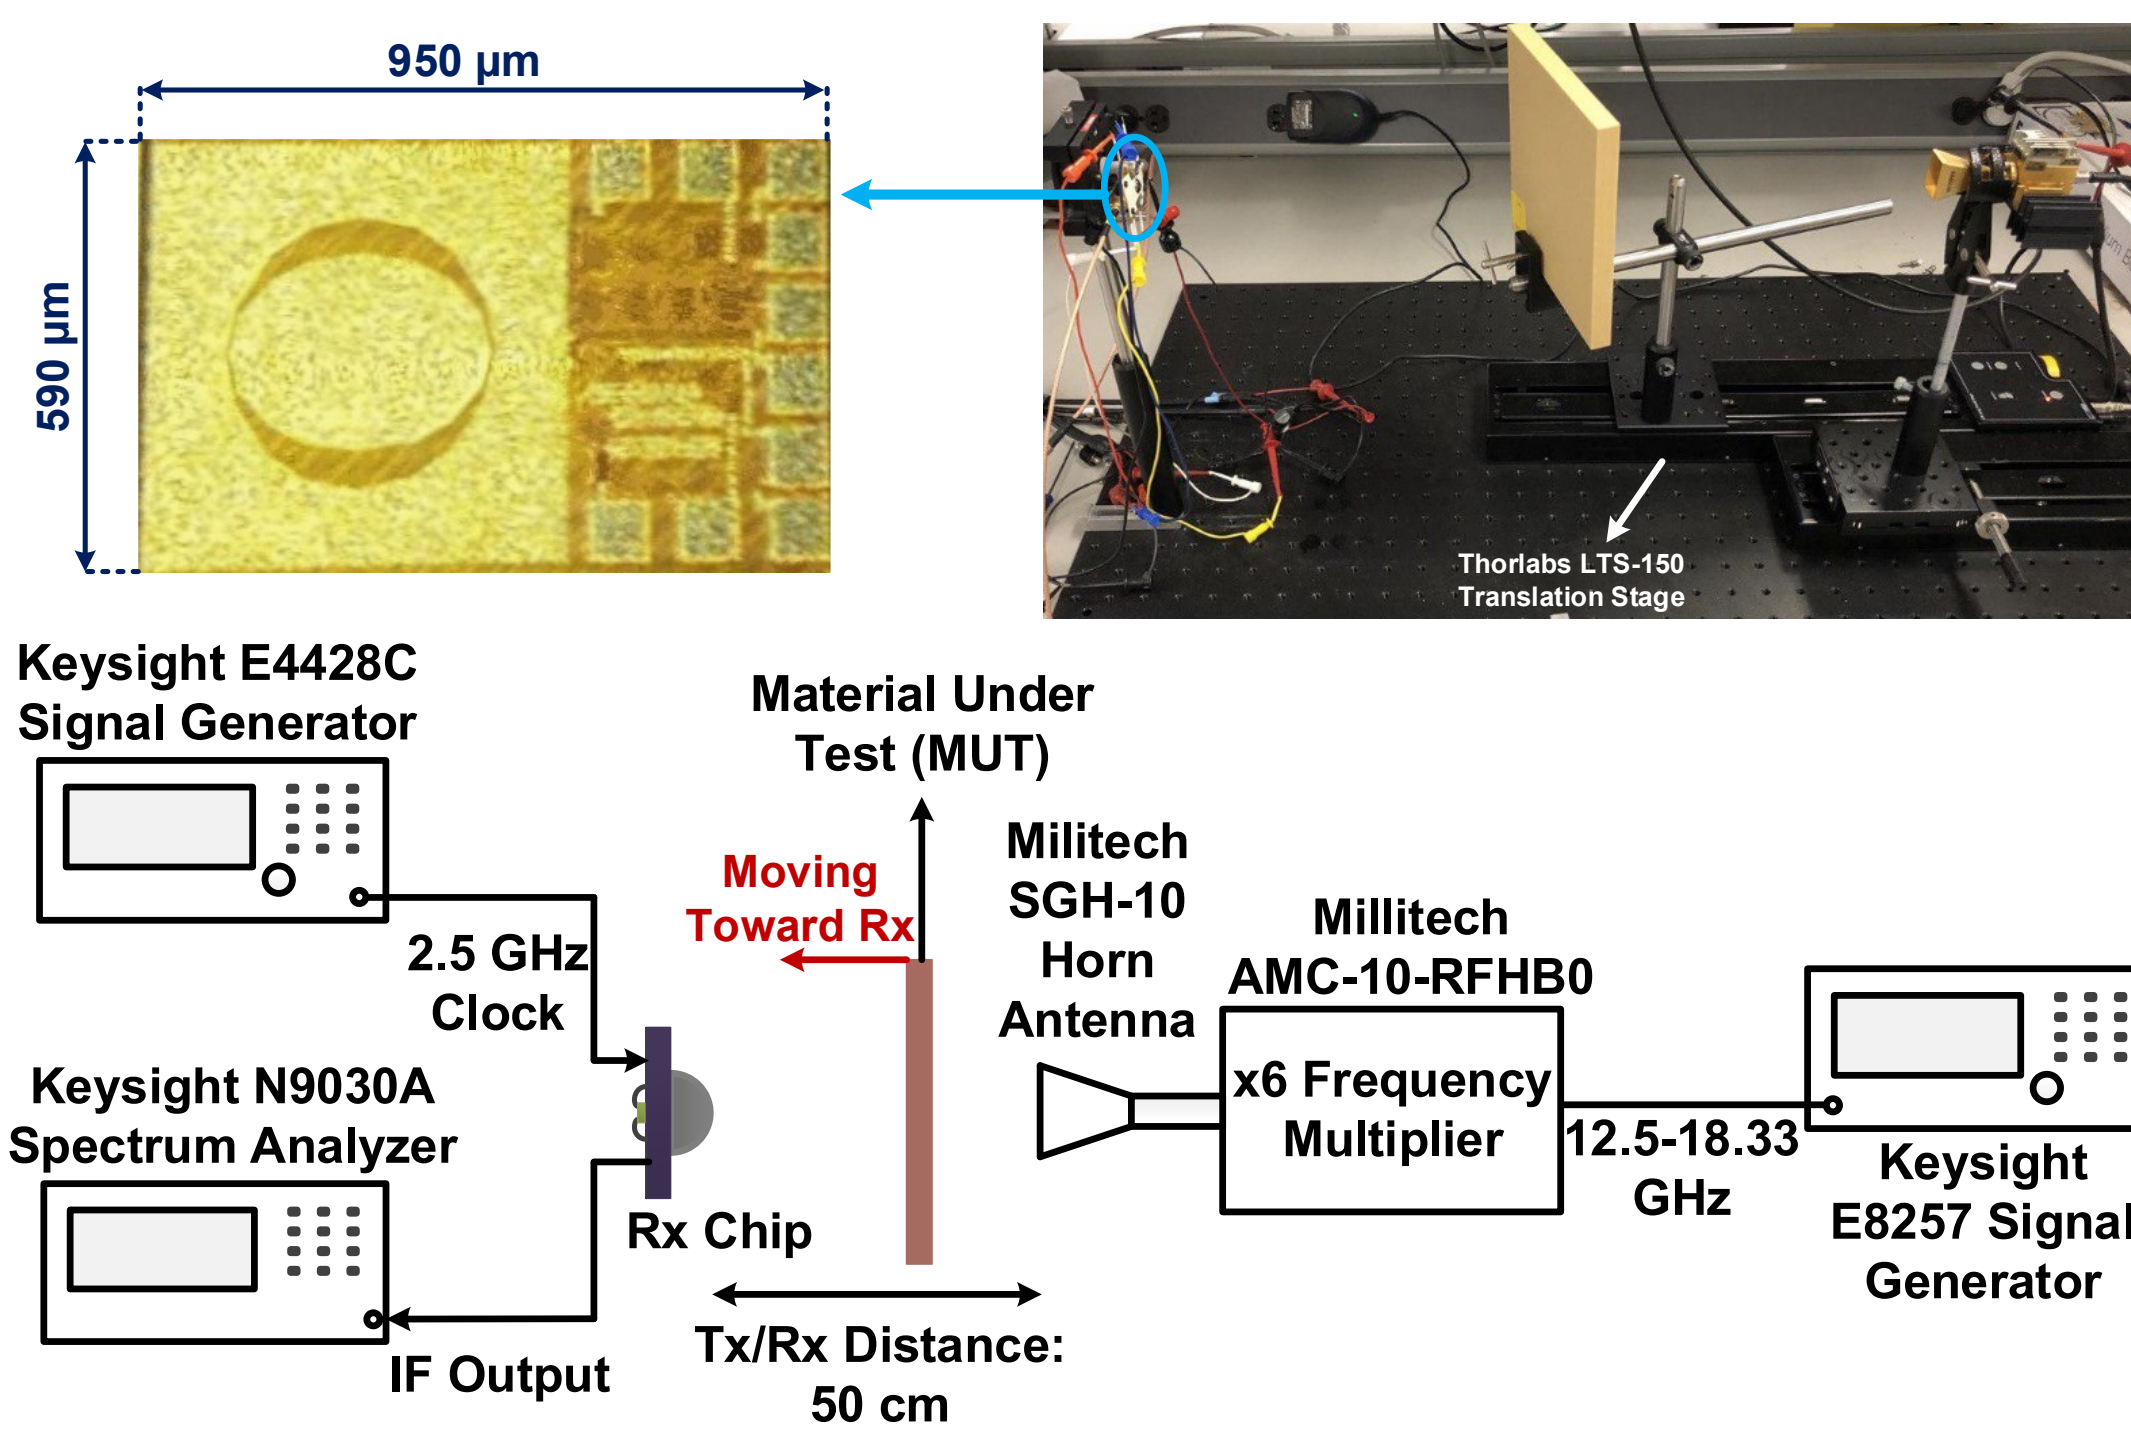 950 µm
590 µm
Thorlabs LTS-150
Translation Stage
Keysight E4428C
Signal Generator
2.5 GHz
Clock
Keysight N9030A
Spectrum Analyzer
IF Output
Rx Chip
Material Under
Test (MUT)
Moving
Toward Rx
Tx/Rx Distance:
50 cm
Militech
SGH-10
Horn
Antenna
Millitech
AMC-10-RFHB0
x6 Frequency
Multiplier
12.5-18.33
GHz
Keysight
E8257 Signal
Generator